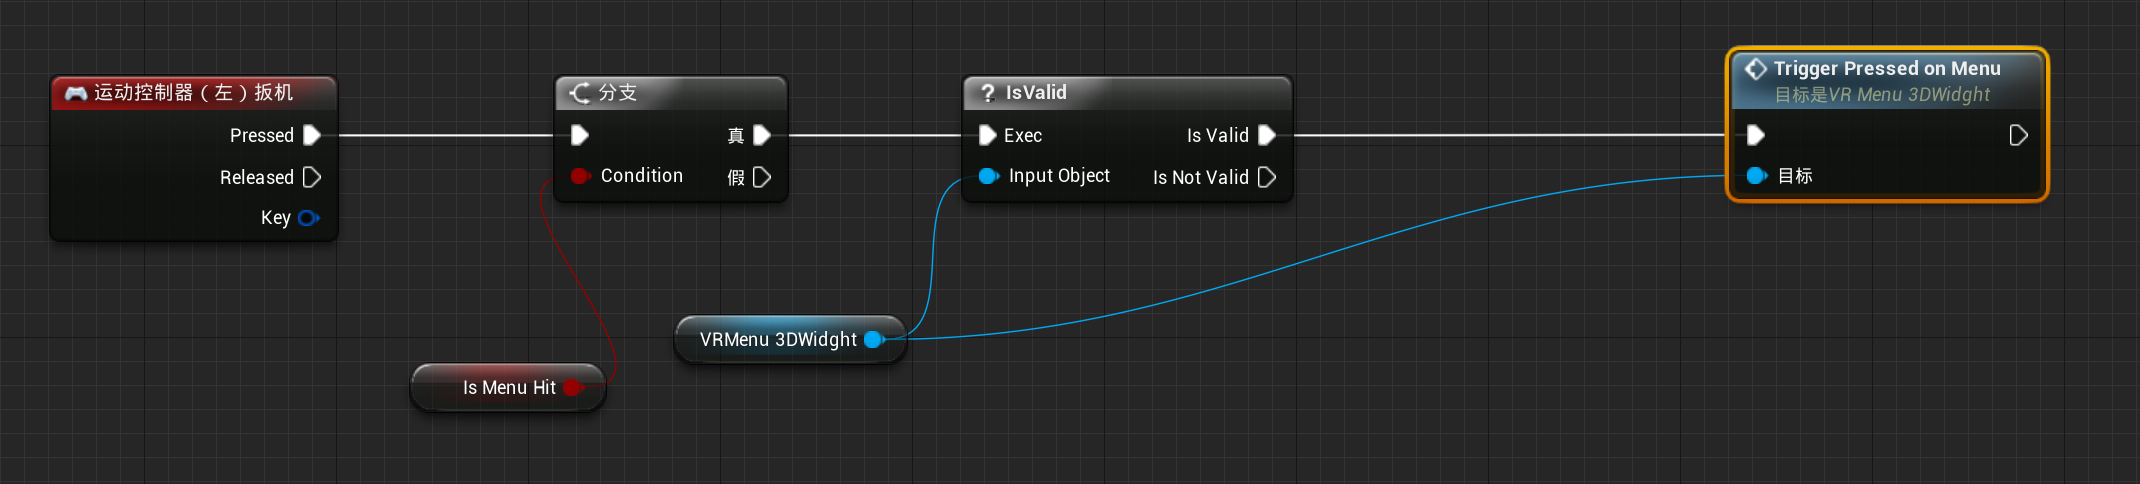 运动控制器（左）扳机
Pressed
Released
Key
分支
真
Condition
假
IsValid
Exec
Is Valid
Input Object
Is Not Valid
Trigger Pressed on Menu
目标是VR Menu 3DWidght
目标
VRMenu 3DWidght
Is Menu Hit